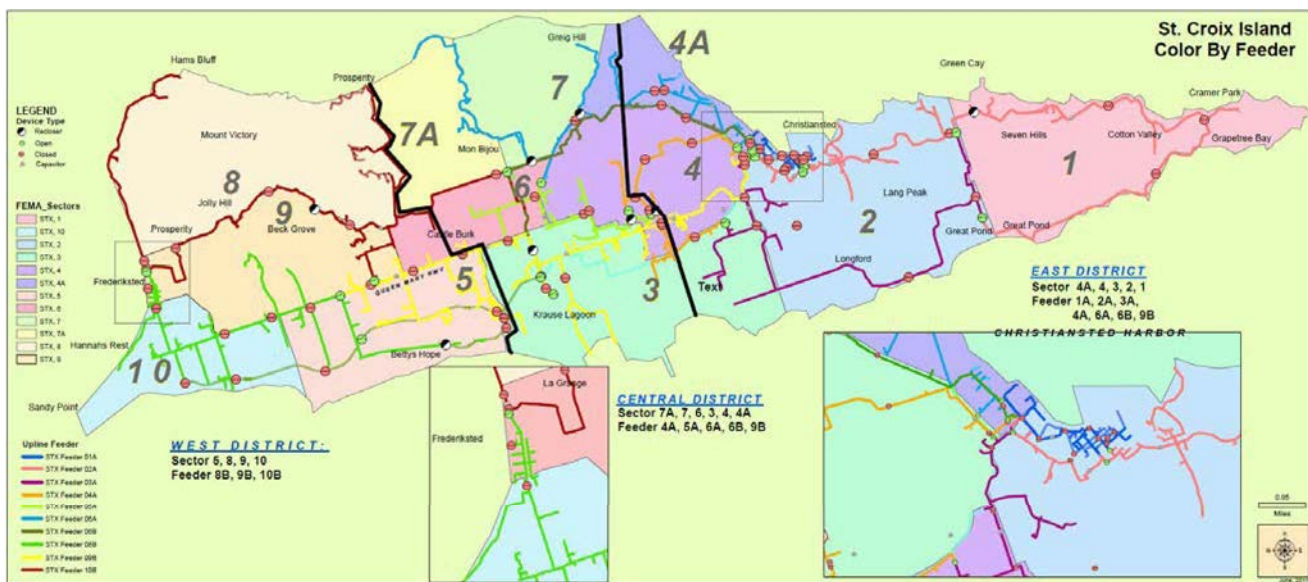 St. Croix Island
Color By Feeder
Hams Bluff
Prosperity
Greig Hill
4A
7
Green Cay
Cramer Park
LEGEND
Device Type
Recloser
Open
Closed
Capacitor
Mount Victory
7A
Mon Bijou
Christiansted
Seven Hills
Cotton Valley
Grapetree Bay
1
8
9
6
4
2
Lang Peak
Jolly Hill
Beck Grove
Castle Burk
Prosperity
Great Pond
Great Pond
FEMA_Sectors
STX, 1
STX, 10
STX, 2
STX, 3
STX, 4
STX, 4A
STX, 5
STX, 6
STX, 7
STX, 7A
STX, 8
STX, 9
Frederiksted
QUEEN MARY HWY
5
3
Text
Longford
Krause Lagoon
Hannahs Rest
10
Bettys Hope
Sandy Point
EAST DISTRICT
Sector 4A, 4, 3, 2, 1
Feeder 1A, 2A, 3A,
4A, 6A, 6B, 9B
CHRISTIANSTED HARBOR
La Grange
Frederiksted
CENTRAL DISTRICT
Sector 7A, 7, 6, 3, 4, 4A
Feeder 4A, 5A, 6A, 6B, 9B
WEST DISTRICT:
Sector 5, 8, 9, 10
Feeder 8B, 9B, 10B
Upline Feeder
STX Feeder 01A
STX Feeder 02A
STX Feeder 03A
STX Feeder 04A
STX Feeder 05A
STX Feeder 06A
STX Feeder 06B
STX Feeder 08B
STX Feeder 09B
STX Feeder 10B
Miles